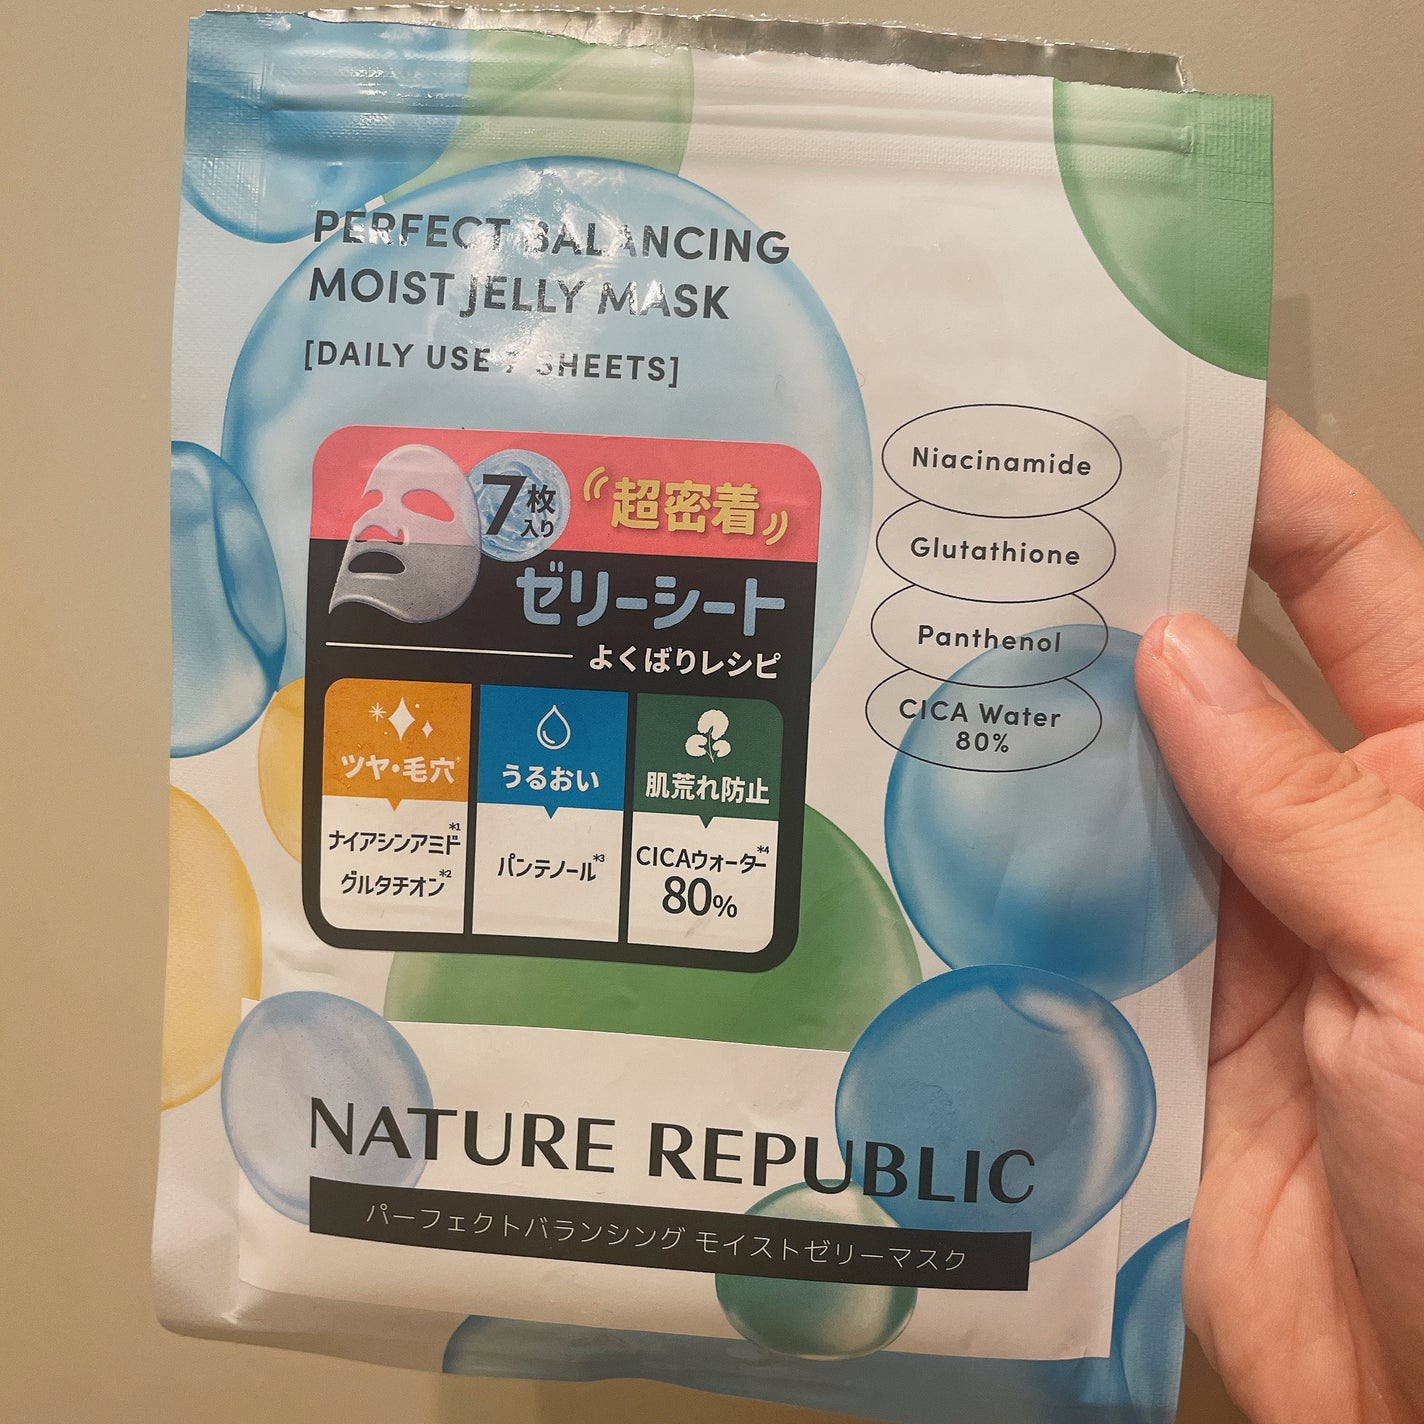 PERFECT BALANCING
MOIST JELLY MASK
[DAILY USE 7 SHEETS]
7枚入り
超密着
ゼリーシート
よくばりレシピ
ツヤ・毛穴*
ナイアシンアミド*1
グルタチオン*2
うるおい
パンテノール*3
肌荒れ防止
CICAウォーター*4
80%
Niacinamide
Glutathione
Panthenol
CICA Water
80%
NATURE REPUBLIC
パーフェクトバランシング モイストゼリーマスク